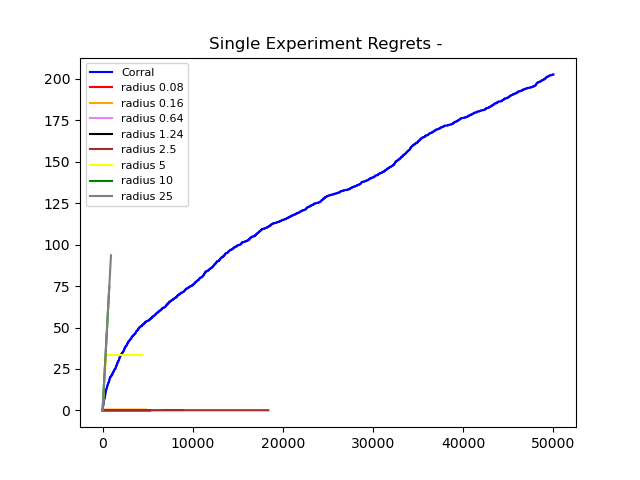 Single Experiment Regrets -
200
175
150
125
100
75
50
25
0
Corral
radius 0.08
radius 0.16
radius 0.64
radius 1.24
radius 2.5
radius 5
radius 10
radius 25
0 10000 20000 30000 40000 50000